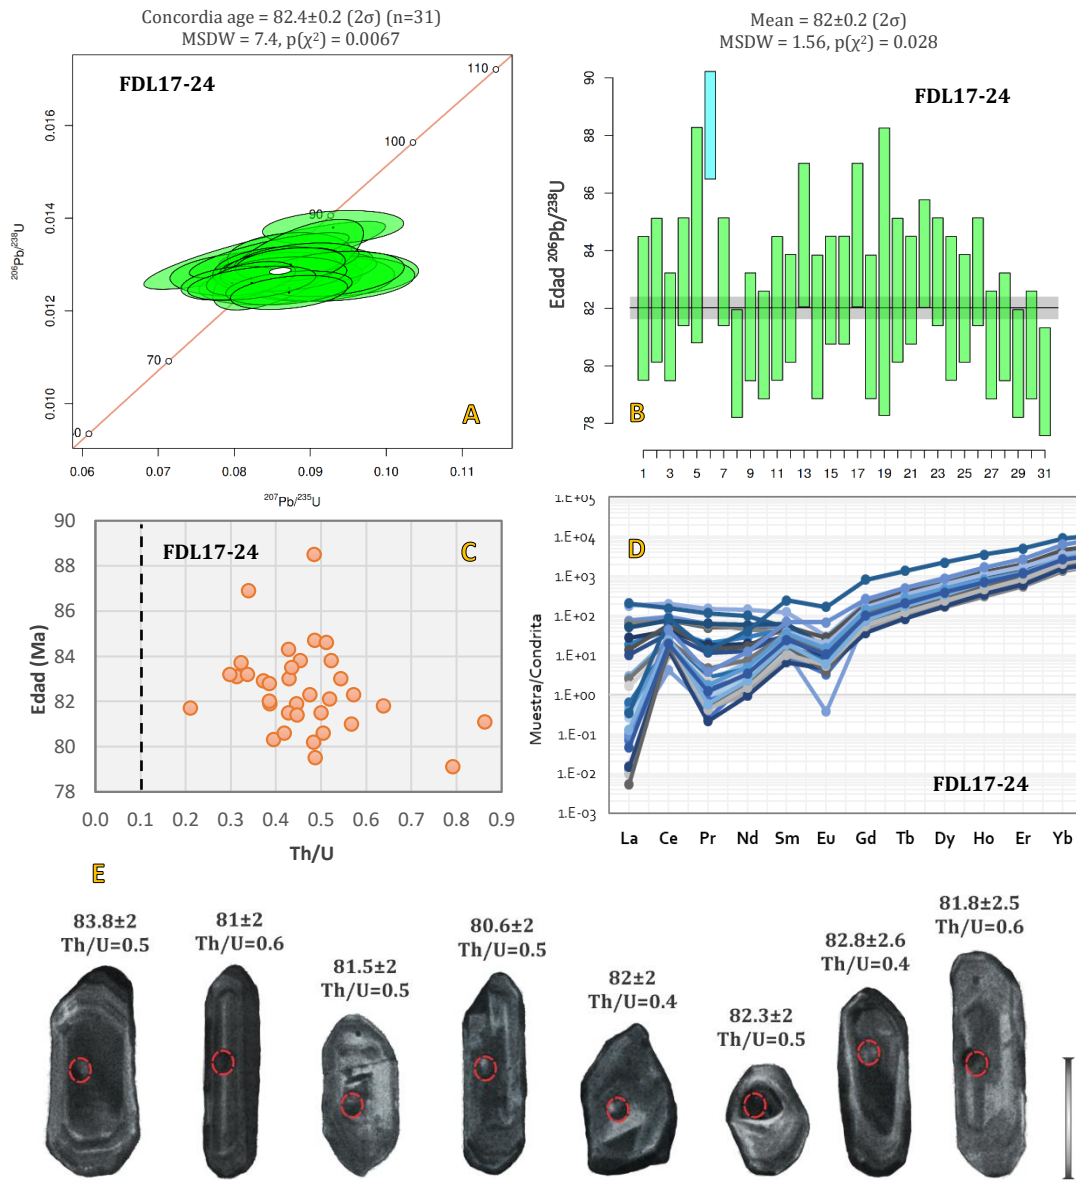 Concordia age = 82.4±0.2 (2σ) (n=31)
MSDW = 7.4, p(χ²) = 0.0067
FDL17-24
110
100
90
70
0
0.016
0.014
0.012
0.010
²⁰⁶Pb/²³⁸U
A
0.06 0.07 0.08 0.09 0.10 0.11
²⁰⁷Pb/²³⁵U
Mean = 82±0.2 (2σ)
MSDW = 1.56, p(χ²) = 0.028
FDL17-24
90
88
86
84
82
80
78
Edad ²⁰⁶Pb/²³⁸U
B
1 3 5 7 9 11 13 15 17 19 21 23 25 27 29 31
FDL17-24
C
90
88
86
84
82
80
78
Edad (Ma)
0.0 0.1 0.2 0.3 0.4 0.5 0.6 0.7 0.8 0.9
Th/U
D
1.E+05
1.E+04
1.E+03
1.E+02
1.E+01
1.E+00
1.E-01
1.E-02
1.E-03
Muestra/Condrita
FDL17-24
La Ce Pr Nd Sm Eu Gd Tb Dy Ho Er Yb
E
83.8±2
Th/U=0.5
81±2
Th/U=0.6
81.5±2
Th/U=0.5
80.6±2
Th/U=0.5
82±2
Th/U=0.4
82.3±2
Th/U=0.5
82.8±2.6
Th/U=0.4
81.8±2.5
Th/U=0.6